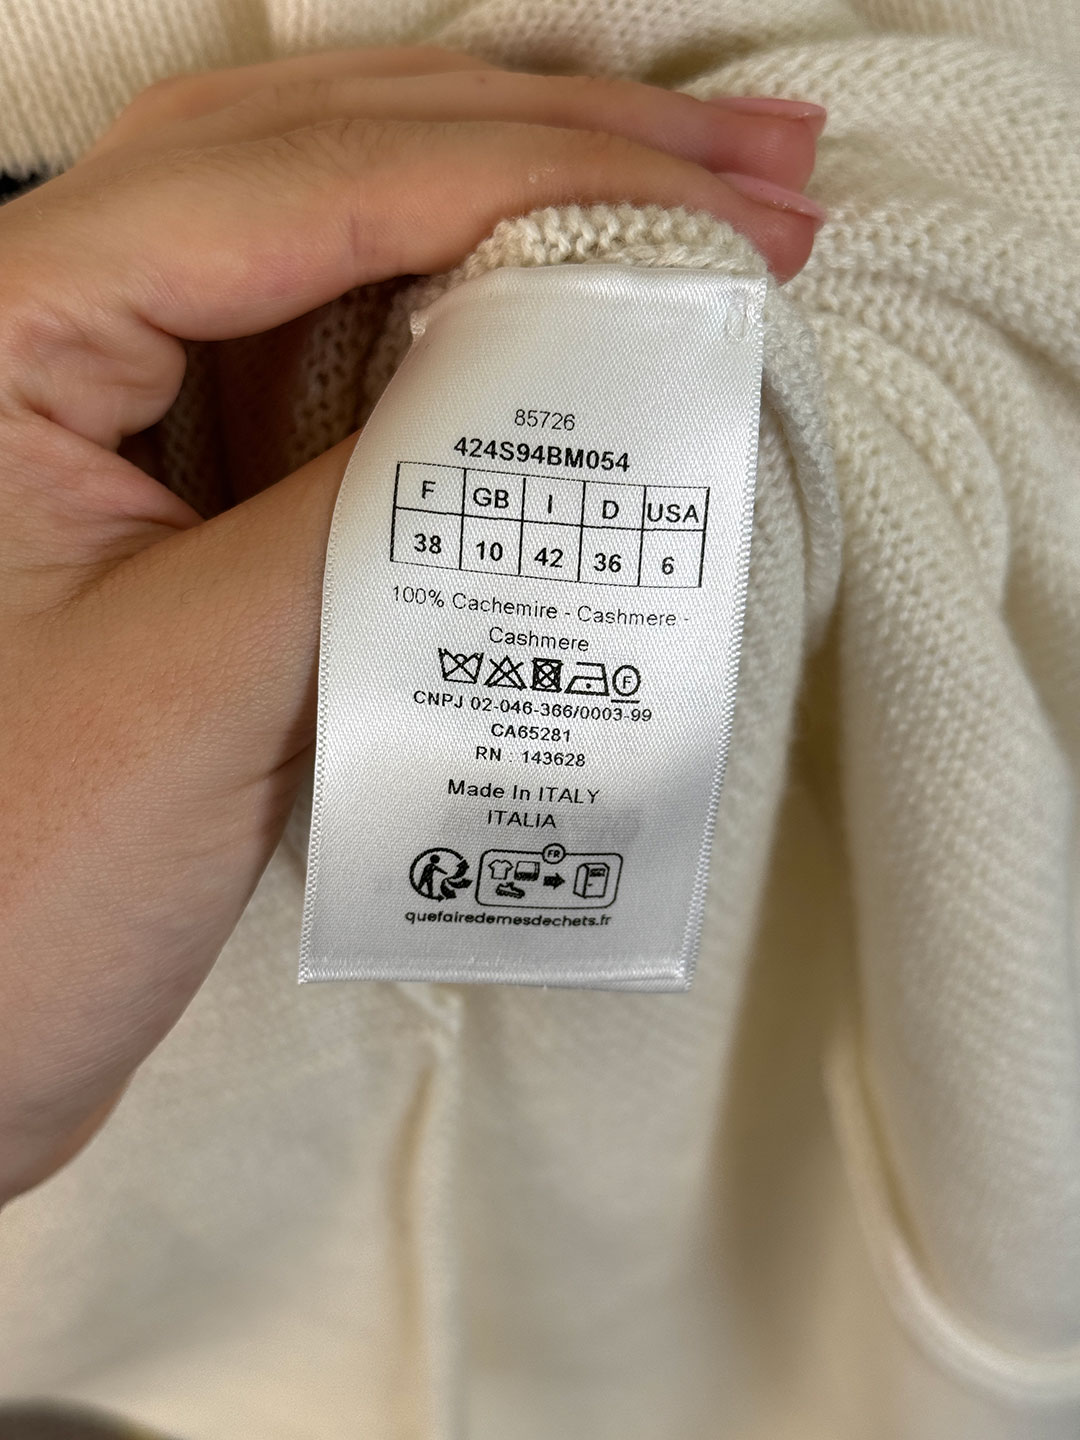 85726
424S94BM054
F GB I D USA
38 10 42 36 6
100% Cachemire - Cashmere -
Cashmere
F
CNPJ 02-046-366/0003-99
CA65281
RN : 143628
Made In ITALY
ITALIA
FR
quefairedemesdechets.fr